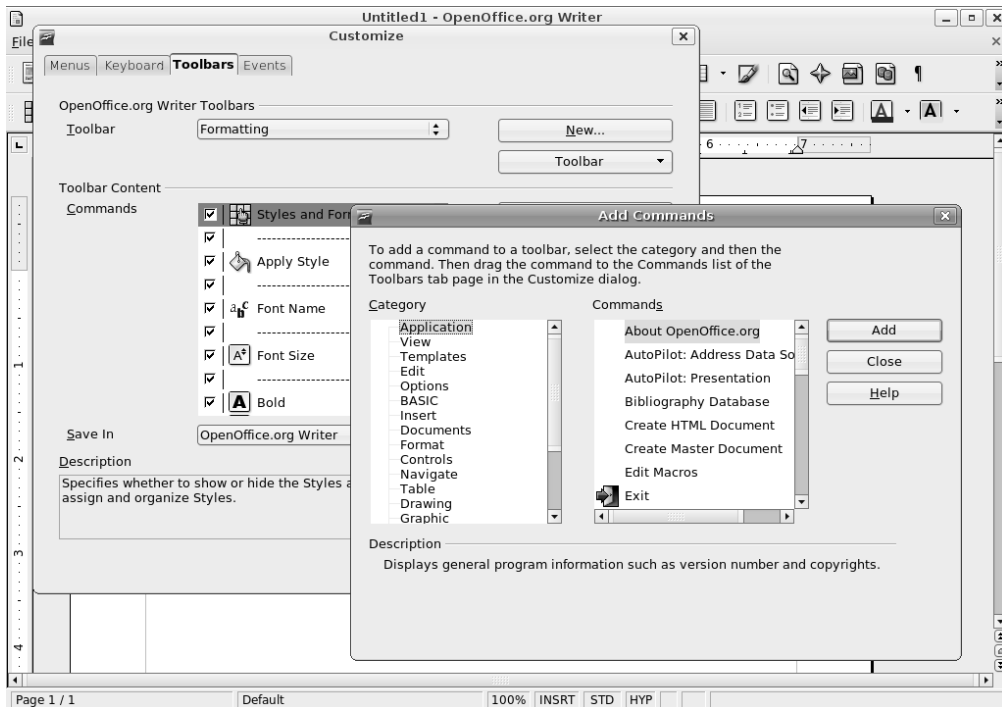 Untitled1 - OpenOffice.org Writer
File
Customize
Menus Keyboard Toolbars Events
OpenOffice.org Writer Toolbars
Toolbar Formatting New...
Toolbar
6 7
Toolbar Content
Commands
Styles and For
Apply Style
Font Name
Font Size
Bold
Save In OpenOffice.org Writer
Description
Specifies whether to show or hide the Styles a
assign and organize Styles.
Add Commands
To add a command to a toolbar, select the category and then the
command. Then drag the command to the Commands list of the
Toolbars tab page in the Customize dialog.
Category
Application
View
Templates
Edit
Options
BASIC
Insert
Documents
Format
Controls
Navigate
Table
Drawing
Graphic
Commands
About OpenOffice.org
AutoPilot: Address Data So
AutoPilot: Presentation
Bibliography Database
Create HTML Document
Create Master Document
Edit Macros
Exit
Add
Close
Help
Description
Displays general program information such as version number and copyrights.
1
2
3
4
Page 1 / 1 Default 100% INSRT STD HYP